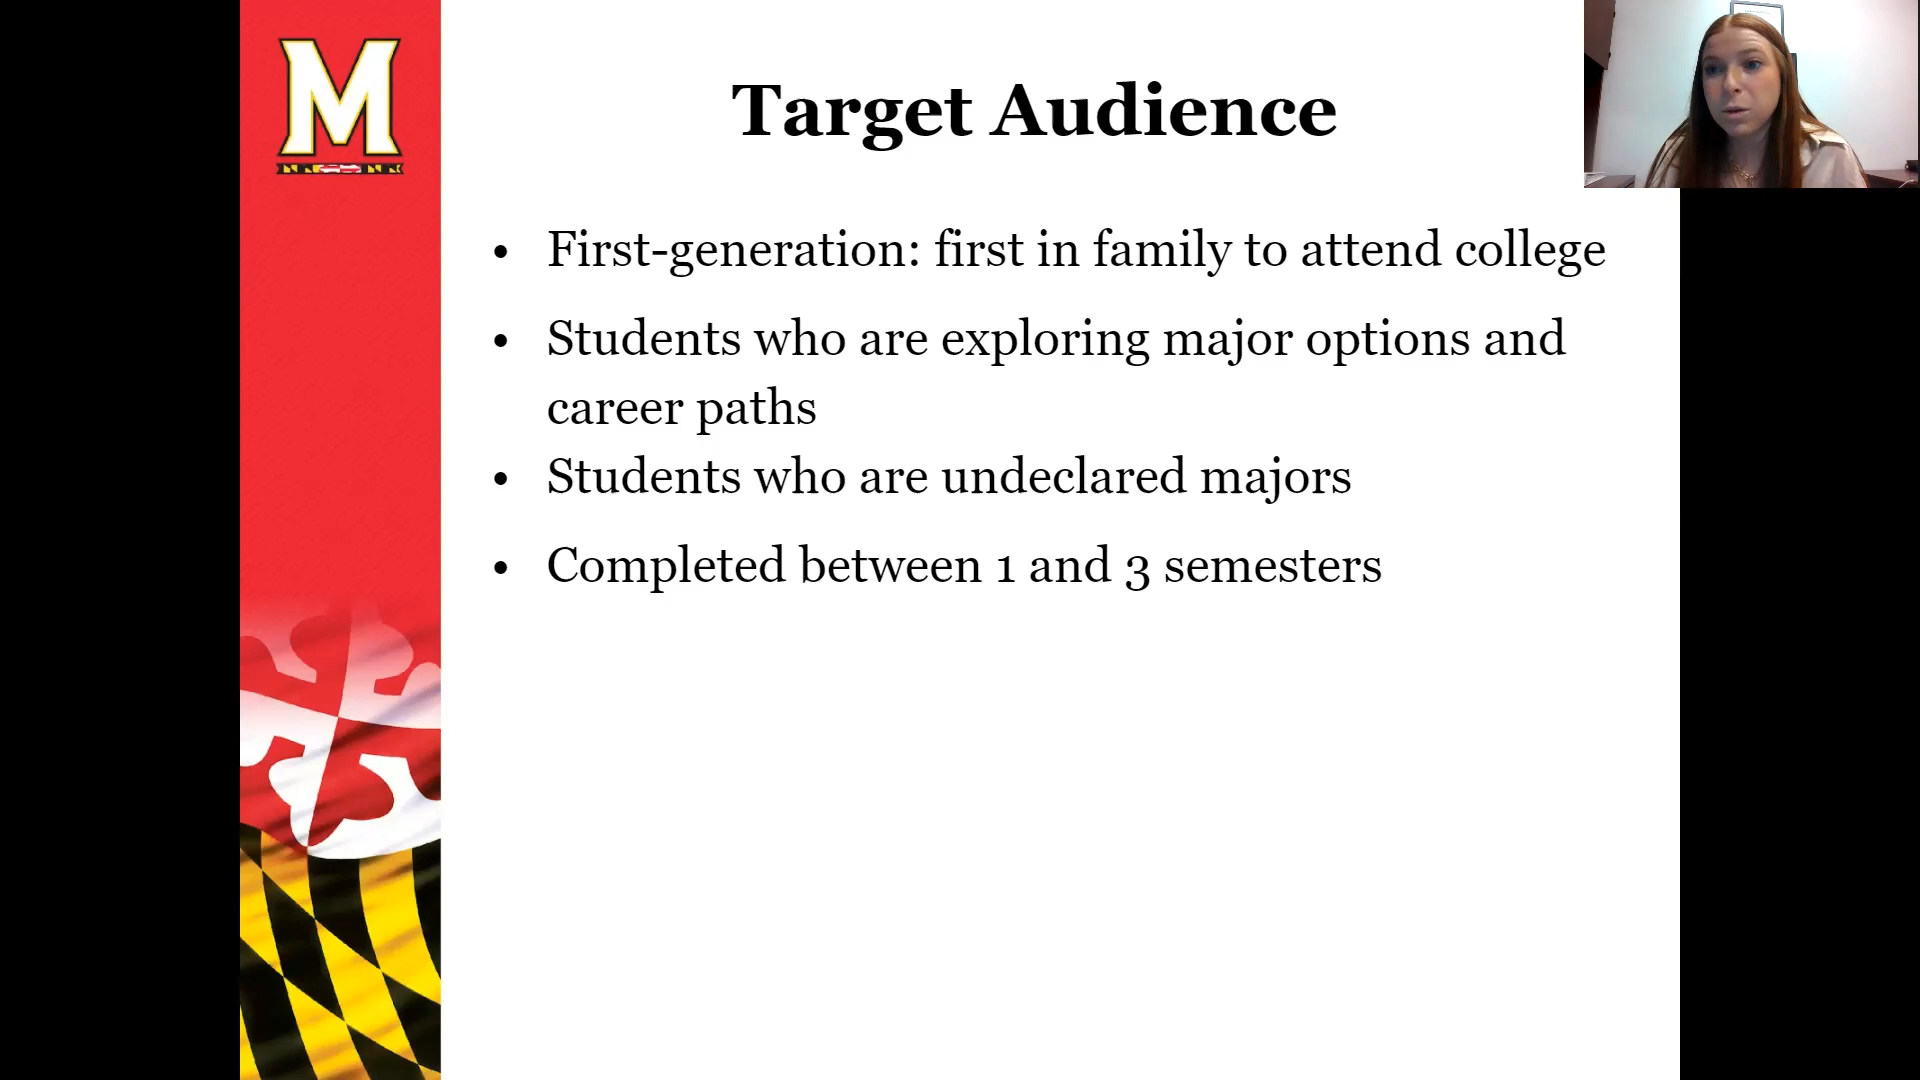 M
Target Audience
• First-generation: first in family to attend college
• Students who are exploring major options and
career paths
• Students who are undeclared majors
• Completed between 1 and 3 semesters